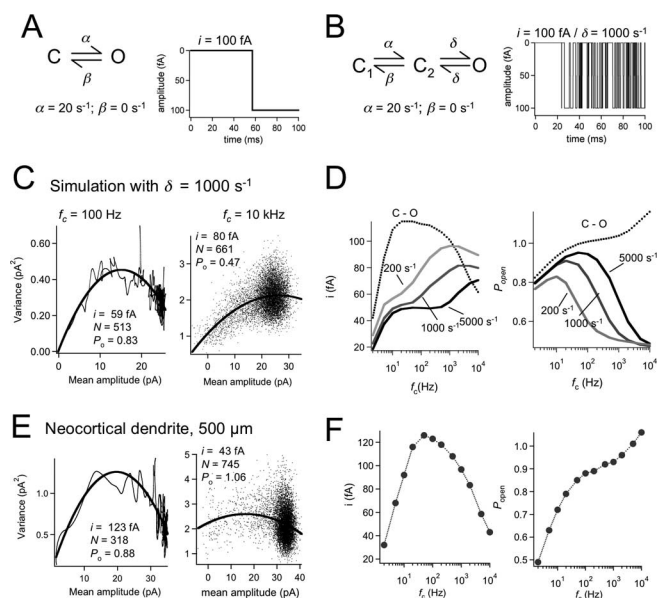 A
α
C ⇌ O
β
α = 20 s⁻¹; β = 0 s⁻¹
i = 100 fA
amplitude (fA)
0
50
100
0 20 40 60 80 100
time (ms)
B
α δ
C₁ ⇌ C₂ ⇌ O
β δ
α = 20 s⁻¹; β = 0 s⁻¹
i = 100 fA / δ = 1000 s⁻¹
amplitude (fA)
0
50
100
0 20 40 60 80 100
time (ms)
C Simulation with δ = 1000 s⁻¹
f_c = 100 Hz
Variance (pA²)
0.60
0.40
0.20
0.00
i = 59 fA
N = 513
P_o = 0.83
0 10 20
Mean amplitude (pA)
f_c = 10 kHz
i = 80 fA
N = 661
P_o = 0.47
3
2
1
0 10 20 30
Mean amplitude (pA)
D
i (fA)
100
80
60
40
20
C - O
200 s⁻¹
1000 s⁻¹
5000 s⁻¹
10¹ 10² 10³ 10⁴
f_c(Hz)
P_open
1.0
0.8
0.6
C - O
5000 s⁻¹
200 s⁻¹
1000 s⁻¹
10¹ 10² 10³ 10⁴
f_c (Hz)
E Neocortical dendrite, 500 μm
Variance (pA²)
1.0
0.5
i = 123 fA
N = 318
P_o = 0.88
0 10 20 30
Mean amplitude (pA)
i = 43 fA
N = 745
P_o = 1.06
5
4
3
2
1
0 10 20 30 40
mean amplitude (pA)
F
i (fA)
120
100
80
60
40
10¹ 10² 10³ 10⁴
f_c (Hz)
P_open
1.0
0.9
0.8
0.7
0.6
0.5
10¹ 10² 10³ 10⁴
f_c (Hz)